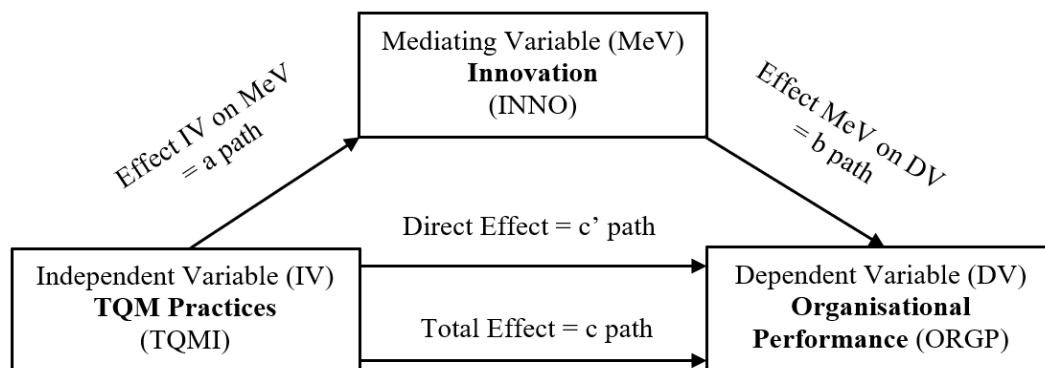 Mediating Variable (MeV)
Innovation
(INNO)
Effect IV on MeV
= a path
Effect MeV on DV
= b path
Direct Effect = c’ path
Independent Variable (IV)
TQM Practices
(TQMI)
Total Effect = c path
Dependent Variable (DV)
Organisational
Performance (ORGP)